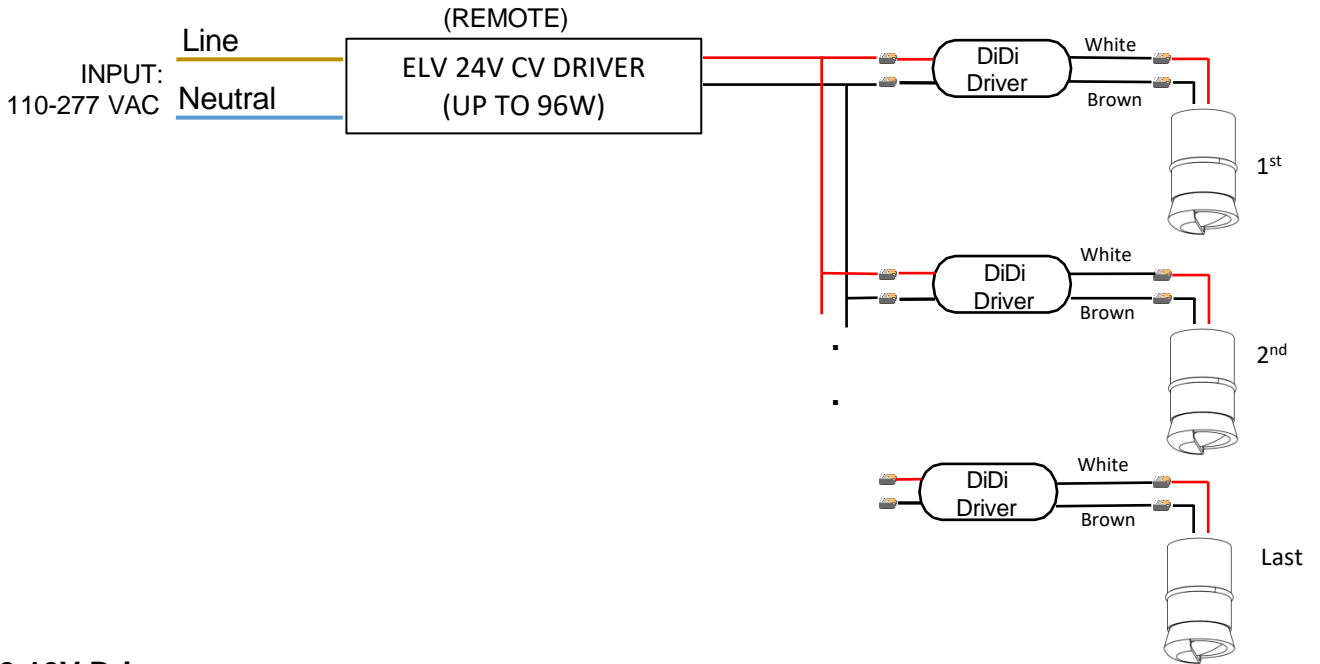 (REMOTE)
Line
INPUT:
110-277 VAC
Neutral
ELV 24V CV DRIVER
(UP TO 96W)
DiDi
Driver
White
Brown
1st
DiDi
Driver
White
Brown
2nd
.
.
DiDi
Driver
White
Brown
Last